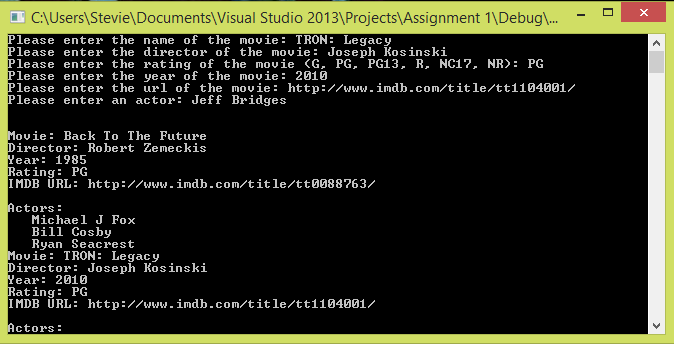 C:\Users\Stevie\Documents\Visual Studio 2013\Projects\Assignment 1\Debug\...
Please enter the name of the movie: TRON: Legacy
Please enter the director of the movie: Joseph Kosinski
Please enter the rating of the movie (G, PG, PG13, R, NC17, NR): PG
Please enter the year of the movie: 2010
Please enter the url of the movie: http://www.imdb.com/title/tt1104001/
Please enter an actor: Jeff Bridges
Movie: Back To The Future
Director: Robert Zemeckis
Year: 1985
Rating: PG
IMDB URL: http://www.imdb.com/title/tt0088763/
Actors:
Michael J Fox
Bill Cosby
Ryan Seacrest
Movie: TRON: Legacy
Director: Joseph Kosinski
Year: 2010
Rating: PG
IMDB URL: http://www.imdb.com/title/tt1104001/
Actors: